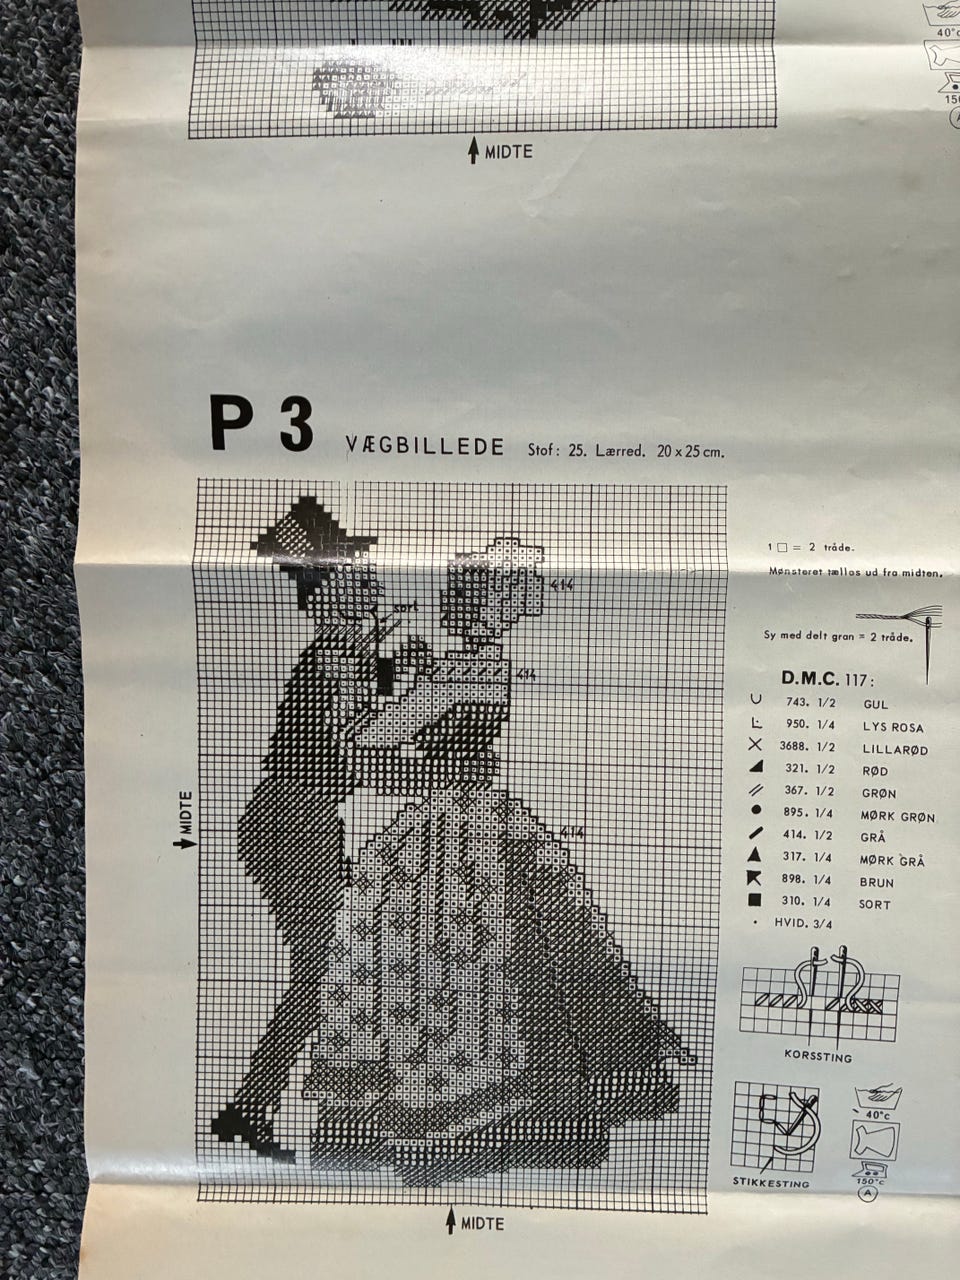 40°c
MIDTE
P 3 VÆGBILLEDE Stof: 25. Lærred. 20 x 25 cm.
1 □ = 2 tråde.
Mønsteret tællos ud fra midten.
Sy med delt gran = 2 tråde.
sort
414
414
414
MIDTE
D.M.C. 117:
743. 1/2 GUL
950. 1/4 LYS ROSA
3688. 1/2 LILLARØD
321. 1/2 RØD
367. 1/2 GRØN
895. 1/4 MØRK GRØN
414. 1/2 GRÅ
317. 1/4 MØRK GRÅ
898. 1/4 BRUN
310. 1/4 SORT
HVID. 3/4
KORSSTING
40°c
STIKKESTING
150°c
A
MIDTE